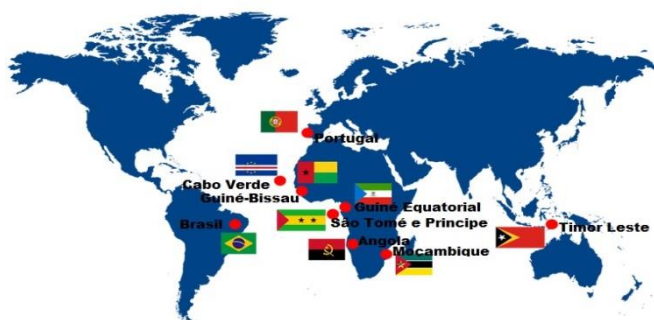 Portugal
Cabo Verde
Guiné-Bissau
Guiné Equatorial
São Tomé e Principe
Brasil
Timor Leste
Angola
Moçambique